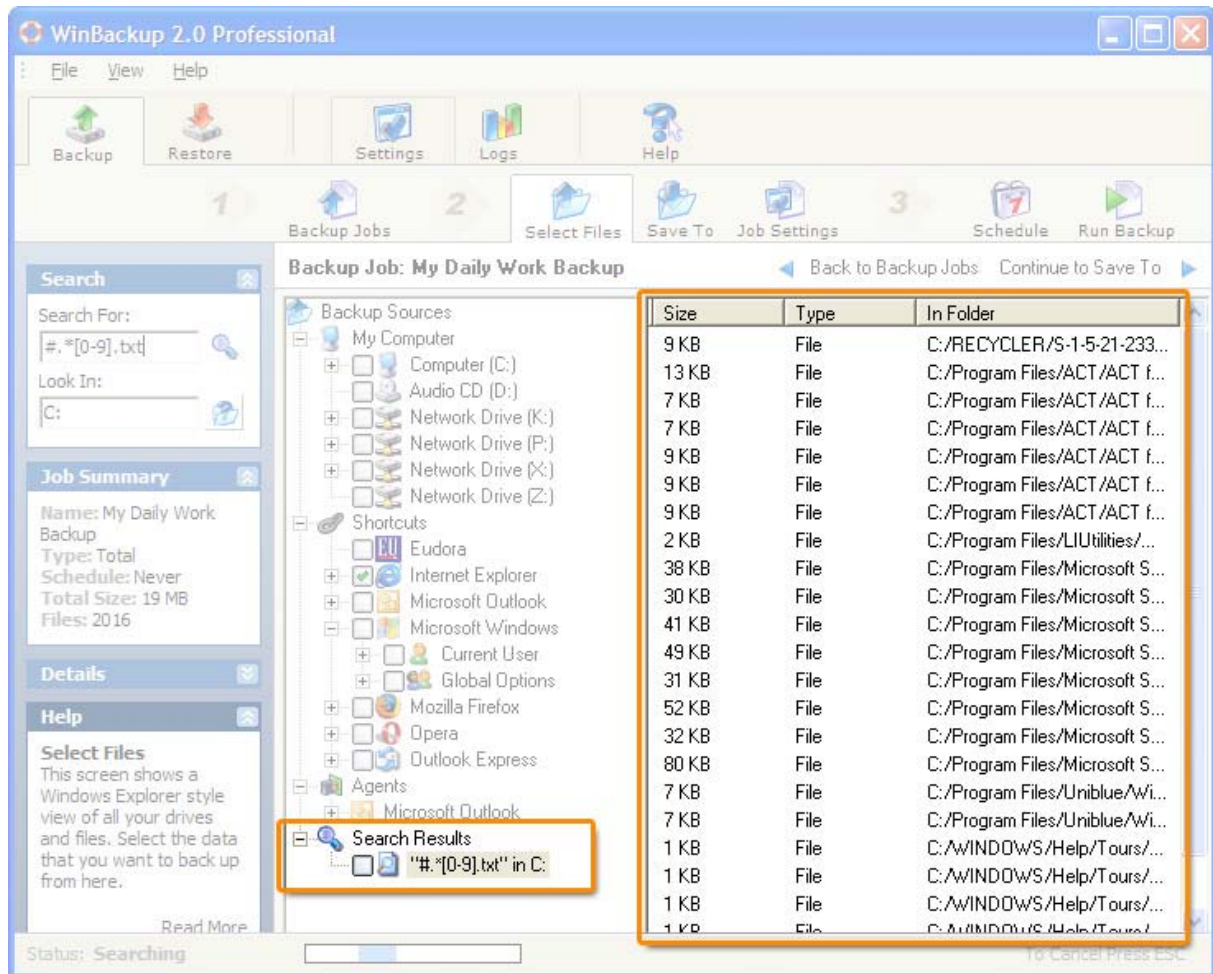 WinBackup 2.0 Professional
File View Help
Backup Restore Settings Logs Help
1 Backup Jobs 2 Select Files Save To Job Settings 3 Schedule Run Backup
Backup Job: My Daily Work Backup Back to Backup Jobs Continue to Save To
Search
Search For:
#.*[0-9].txt
Look In:
C:
Job Summary
Name: My Daily Work
Backup
Type: Total
Schedule: Never
Total Size: 19 MB
Files: 2016
Details
Help
Select Files
This screen shows a
Windows Explorer style
view of all your drives
and files. Select the data
that you want to back up
from here.
Read More
Backup Sources
My Computer
Computer (C:)
Audio CD (D:)
Network Drive (K:)
Network Drive (P:)
Network Drive (X:)
Network Drive (Z:)
Shortcuts
Eudora
Internet Explorer
Microsoft Outlook
Microsoft Windows
Current User
Global Options
Mozilla Firefox
Opera
Outlook Express
Agents
Microsoft Outlook
Search Results
"#.*[0-9].txt" in C:
Size Type In Folder
9 KB File C:/RECYCLER/S-1-5-21-233...
13 KB File C:/Program Files/ACT/ACT f...
7 KB File C:/Program Files/ACT/ACT f...
7 KB File C:/Program Files/ACT/ACT f...
9 KB File C:/Program Files/ACT/ACT f...
9 KB File C:/Program Files/ACT/ACT f...
9 KB File C:/Program Files/ACT/ACT f...
2 KB File C:/Program Files/LIUtilities/...
38 KB File C:/Program Files/Microsoft S...
30 KB File C:/Program Files/Microsoft S...
41 KB File C:/Program Files/Microsoft S...
49 KB File C:/Program Files/Microsoft S...
31 KB File C:/Program Files/Microsoft S...
52 KB File C:/Program Files/Microsoft S...
32 KB File C:/Program Files/Microsoft S...
80 KB File C:/Program Files/Microsoft S...
7 KB File C:/Program Files/Uniblue/Wi...
7 KB File C:/Program Files/Uniblue/Wi...
1 KB File C:/WINDOWS/Help/Tours/...
1 KB File C:/WINDOWS/Help/Tours/...
1 KB File C:/WINDOWS/Help/Tours/...
1 KB File C:/WINDOWS/Help/Tours/
Status: Searching To Cancel Press ESC